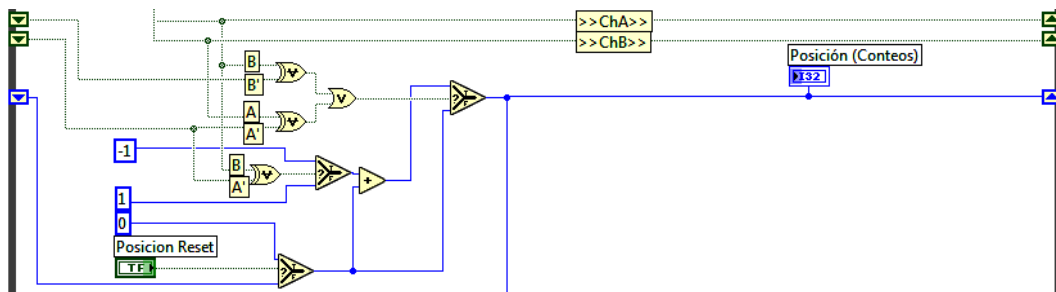 >>ChA>>
>>ChB>>
Posición (Conteos)
I32
B
B'
A
A'
B
A'
-1
1
0
Posicion Reset
TF
? T F
? T F
? T F
V
V
V
V
+